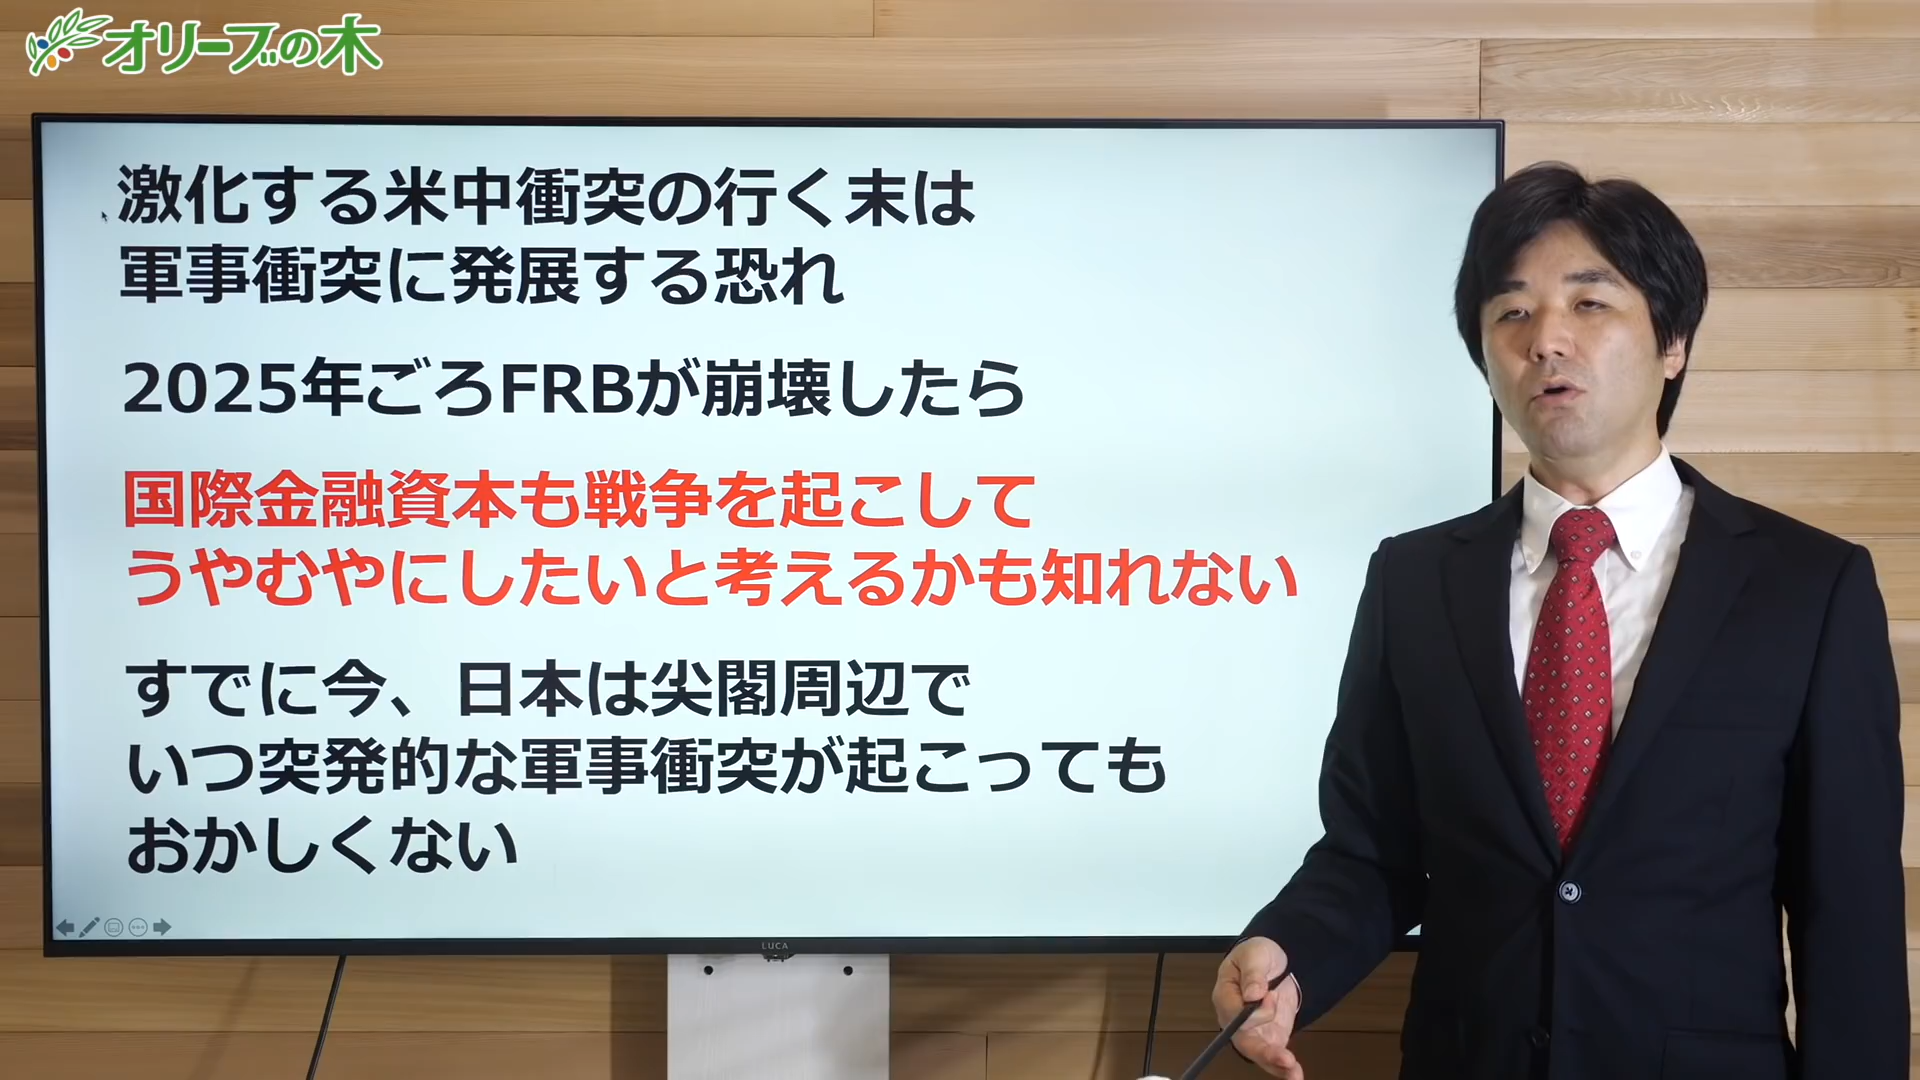 オリーブの木
激化する米中衝突の行く末は
軍事衝突に発展する恐れ
2025年ごろFRBが崩壊したら
国際金融資本も戦争を起こして
うやむやにしたいと考えるかも知れない
すでに今、日本は尖閣周辺で
いつ突発的な軍事衝突が起こっても
おかしくない
LUCA